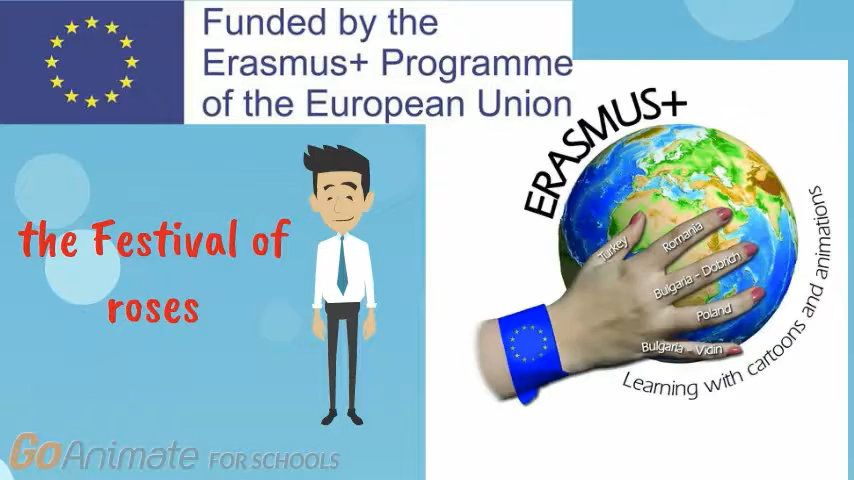 Funded by the
Erasmus+ Programme
of the European Union
the Festival of
roses
GoAnimate FOR SCHOOLS
ERASMUS+
Turkey
Romania
Bulgaria - Dobrich
Poland
Bulgaria - Vidin
Learning with cartoons and animations